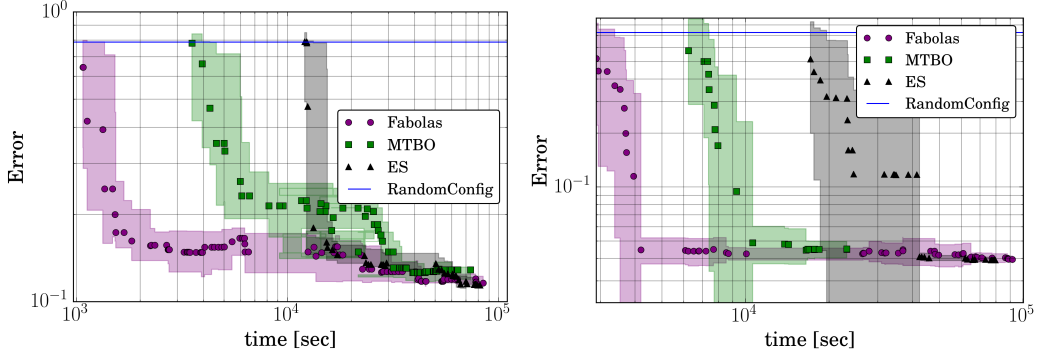 10^0
Error
10^-1
Fabolas
MTBO
ES
RandomConfig
10^3
10^4
10^5
time [sec]
Error
10^-1
Fabolas
MTBO
ES
RandomConfig
10^4
10^5
time [sec]